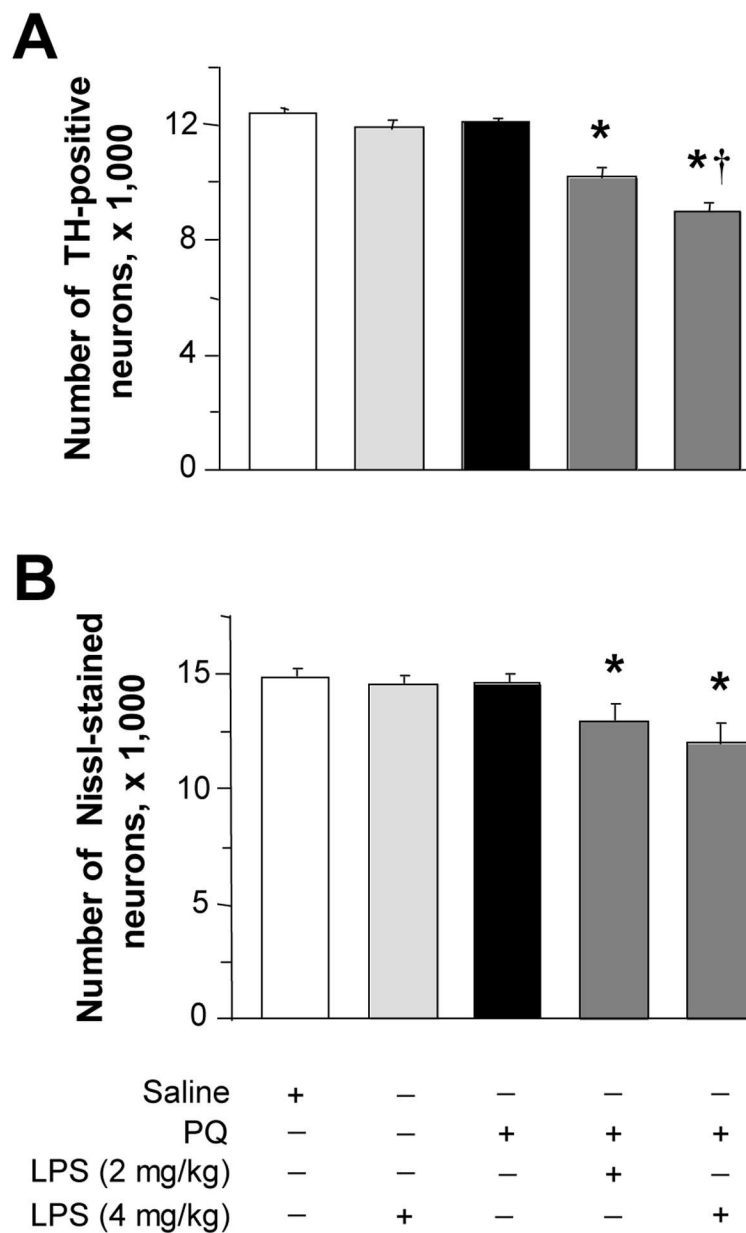 A
Number of TH-positive
neurons, x 1,000
12
8
4
0
*
*†
B
Number of Nissl-stained
neurons, x 1,000
15
10
5
0
*
*
Saline + – – – –
PQ – – + + +
LPS (2 mg/kg) – – – + –
LPS (4 mg/kg) – + – – +